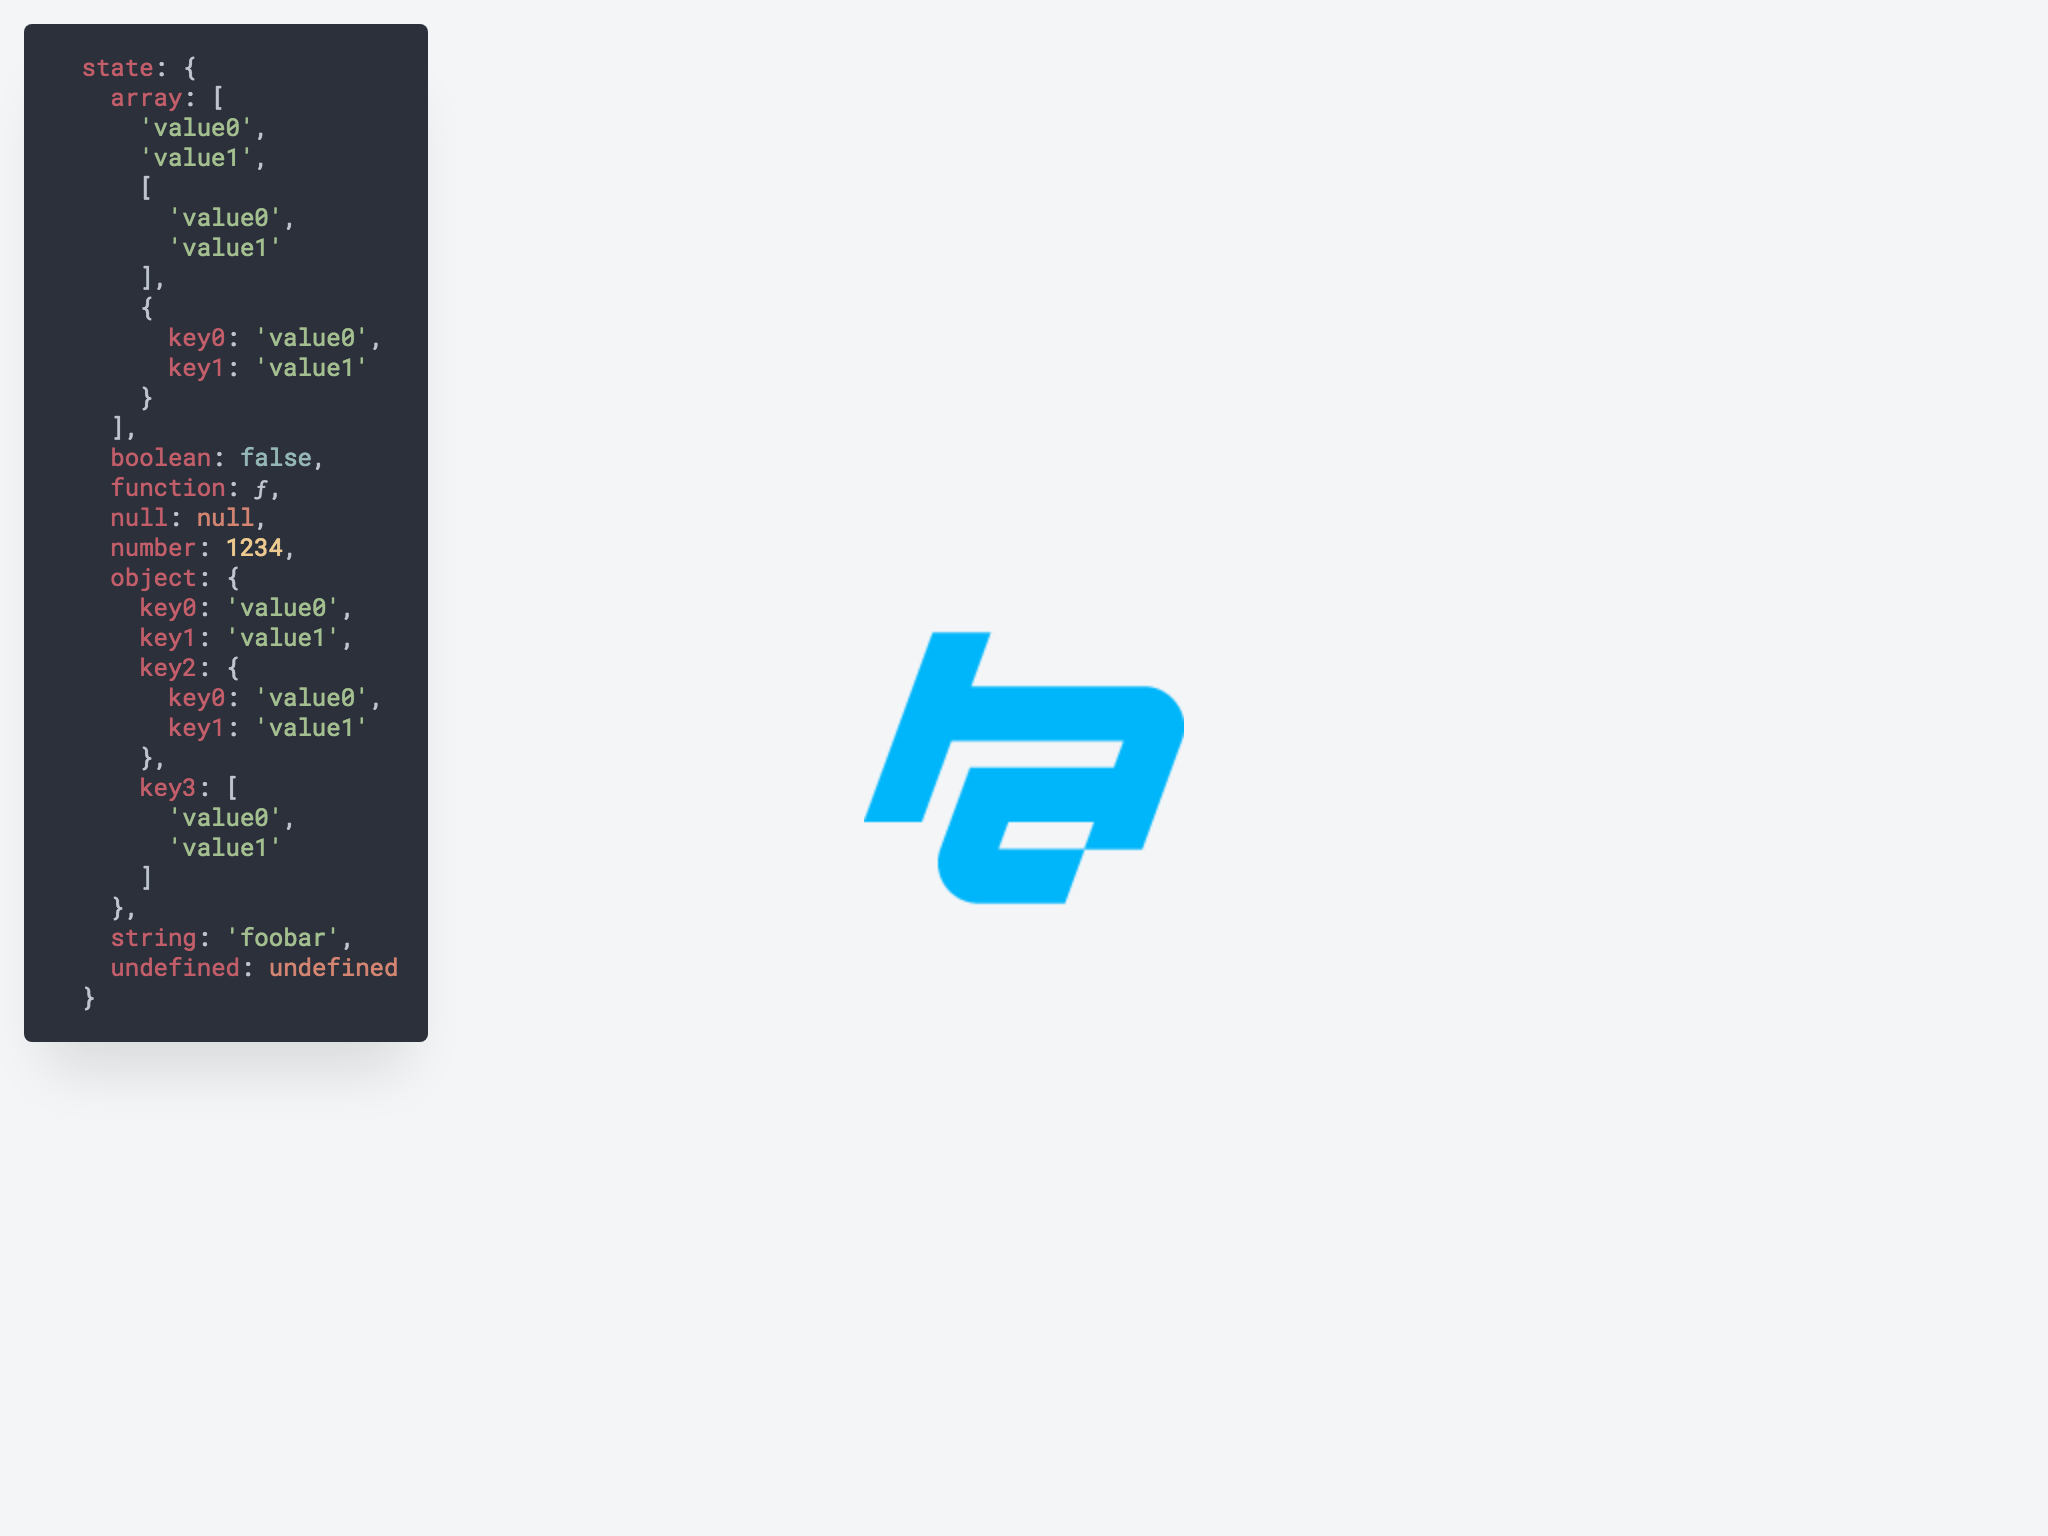 state: {
  array: [
    'value0',
    'value1',
    [
      'value0',
      'value1'
    ],
    {
      key0: 'value0',
      key1: 'value1'
    }
  ],
  boolean: false,
  function: ƒ,
  null: null,
  number: 1234,
  object: {
    key0: 'value0',
    key1: 'value1',
    key2: {
      key0: 'value0',
      key1: 'value1'
    },
    key3: [
      'value0',
      'value1'
    ]
  },
  string: 'foobar',
  undefined: undefined
}